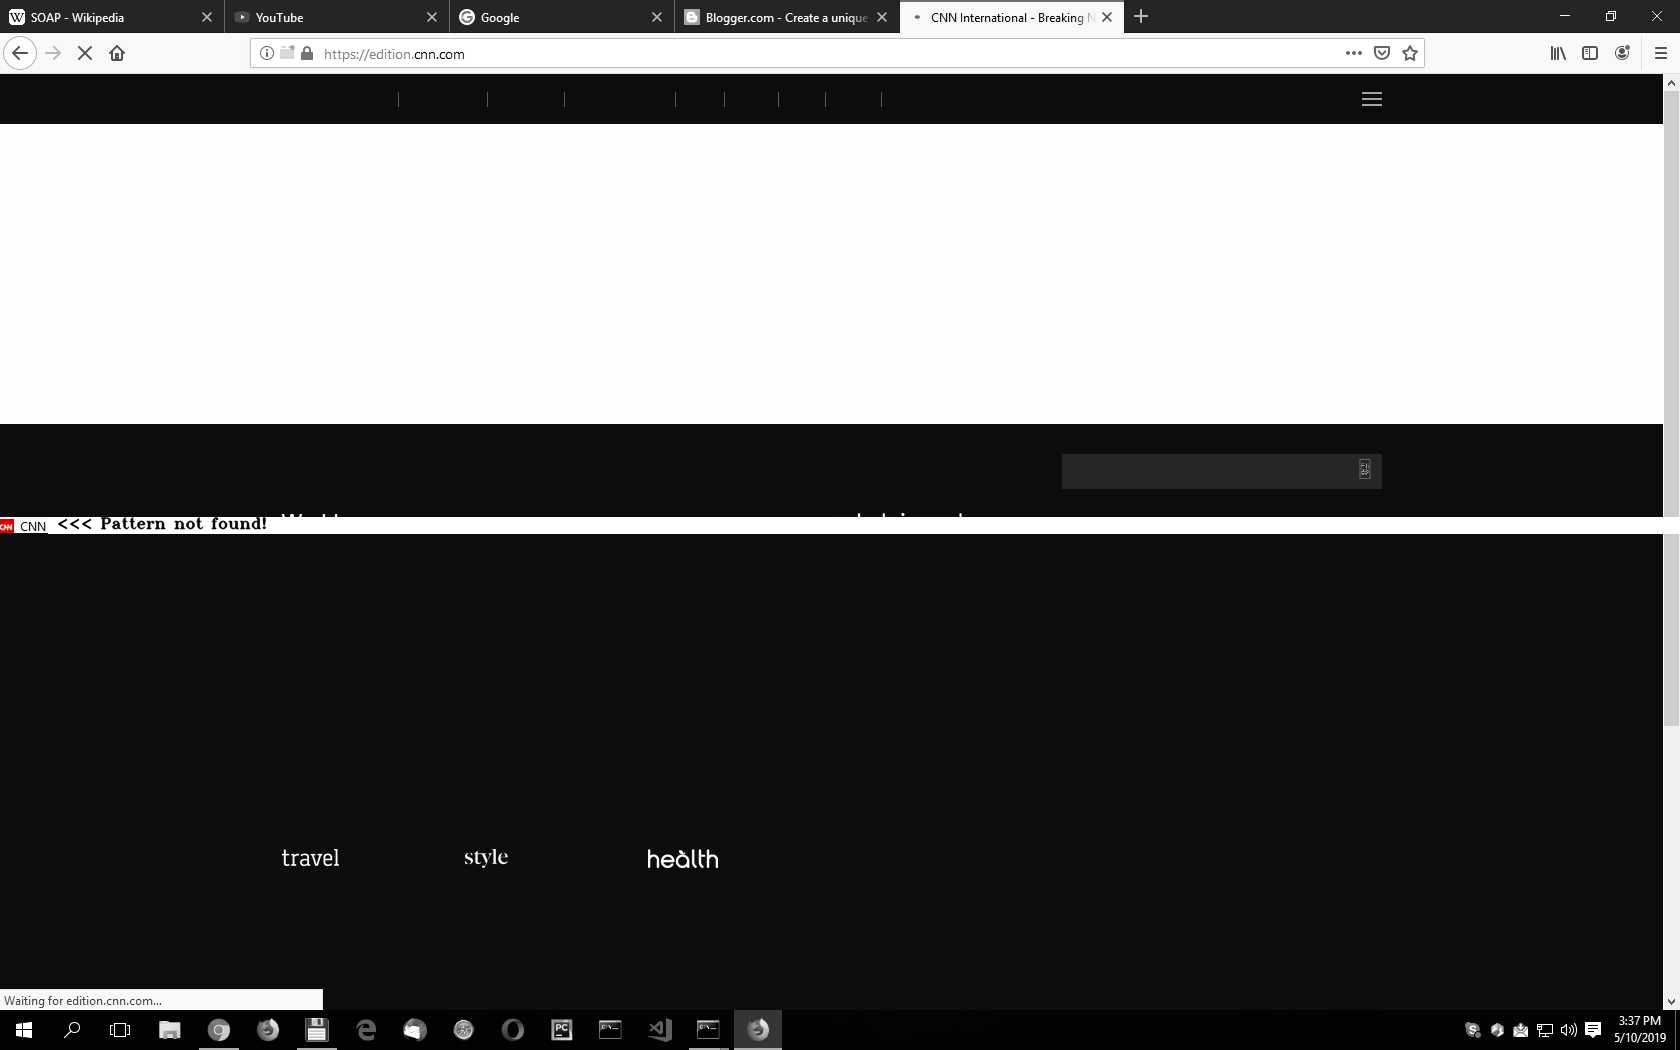 SOAP - Wikipedia
YouTube
Google
Blogger.com - Create a unique
CNN International - Breaking N
https://edition.cnn.com
CNN <<< Pattern not found!
travel
style
health
Waiting for edition.cnn.com...
3:37 PM
5/10/2019